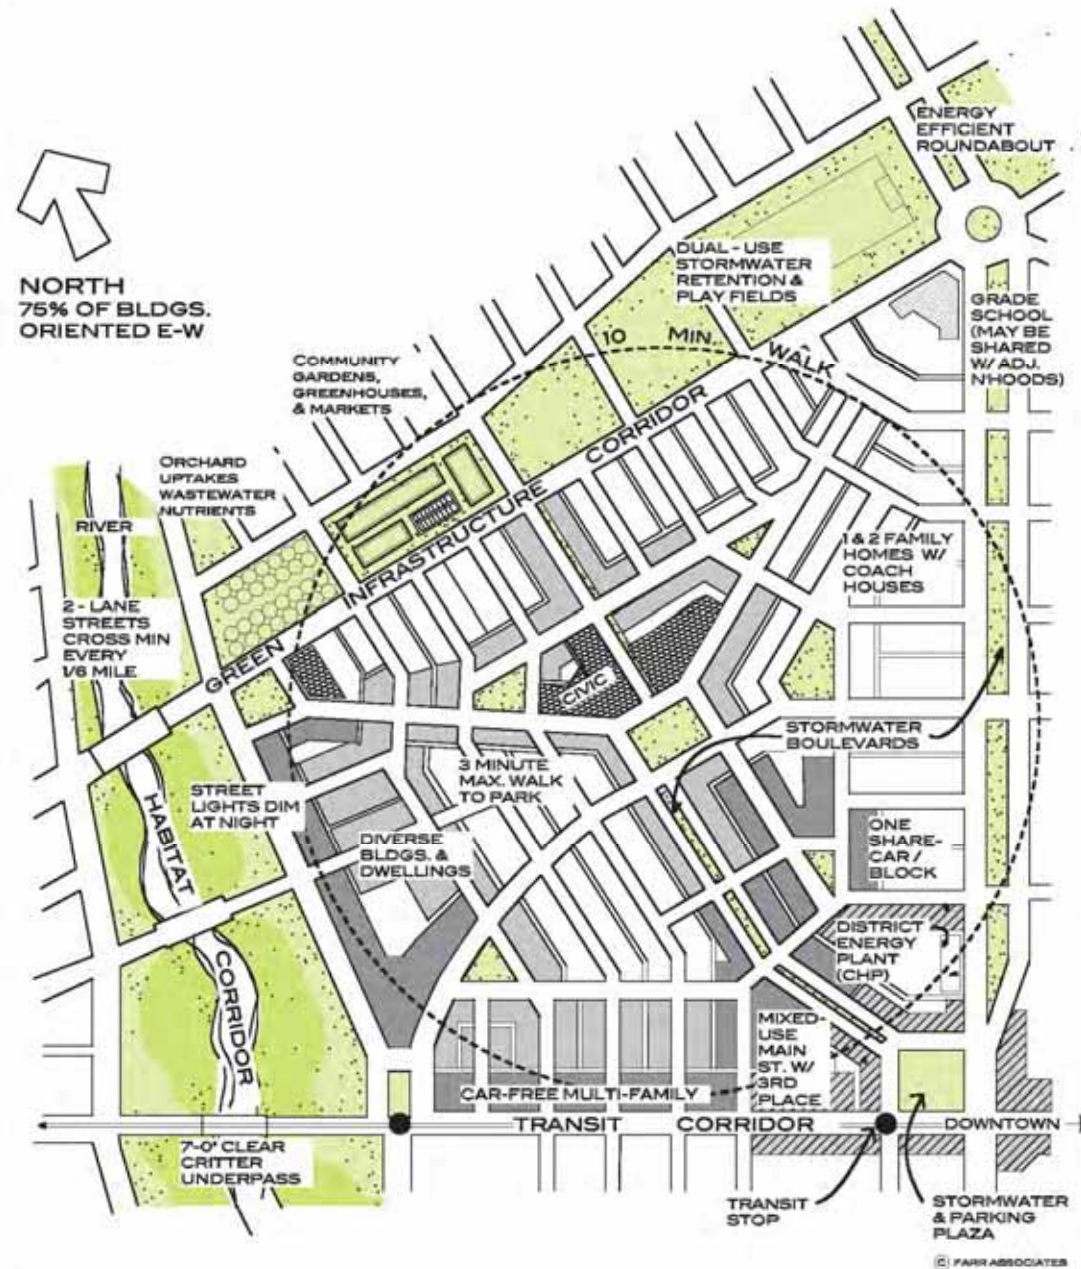 ENERGY
EFFICIENT
ROUNDABOUT
NORTH
75% OF BLDGS.
ORIENTED E-W
DUAL - USE
STORMWATER
RETENTION &
PLAY FIELDS
GRADE
SCHOOL
(MAY BE
SHARED
W/ ADJ.
N'HOODS)
10 MIN. WALK
COMMUNITY
GARDENS,
GREENHOUSES,
& MARKETS
ORCHARD
UPTAKES
WASTEWATER
NUTRIENTS
RIVER
GREEN INFRASTRUCTURE CORRIDOR
1 & 2 FAMILY
HOMES W/
COACH
HOUSES
2 - LANE
STREETS
CROSS MIN
EVERY
1/6 MILE
CIVIC
STORMWATER
BOULEVARDS
3 MINUTE
MAX. WALK
TO PARK
STREET
LIGHTS DIM
AT NIGHT
HABITAT CORRIDOR
DIVERSE
BLDGS. &
DWELLINGS
ONE
SHARE-
CAR /
BLOCK
DISTRICT
ENERGY
PLANT
(CHP)
MIXED-
USE
MAIN
ST. W/
3RD
PLACE
CAR-FREE MULTI-FAMILY
TRANSIT CORRIDOR
DOWNTOWN
7'-0" CLEAR
CRITTER
UNDERPASS
TRANSIT
STOP
STORMWATER
& PARKING
PLAZA
© FARR ASSOCIATES